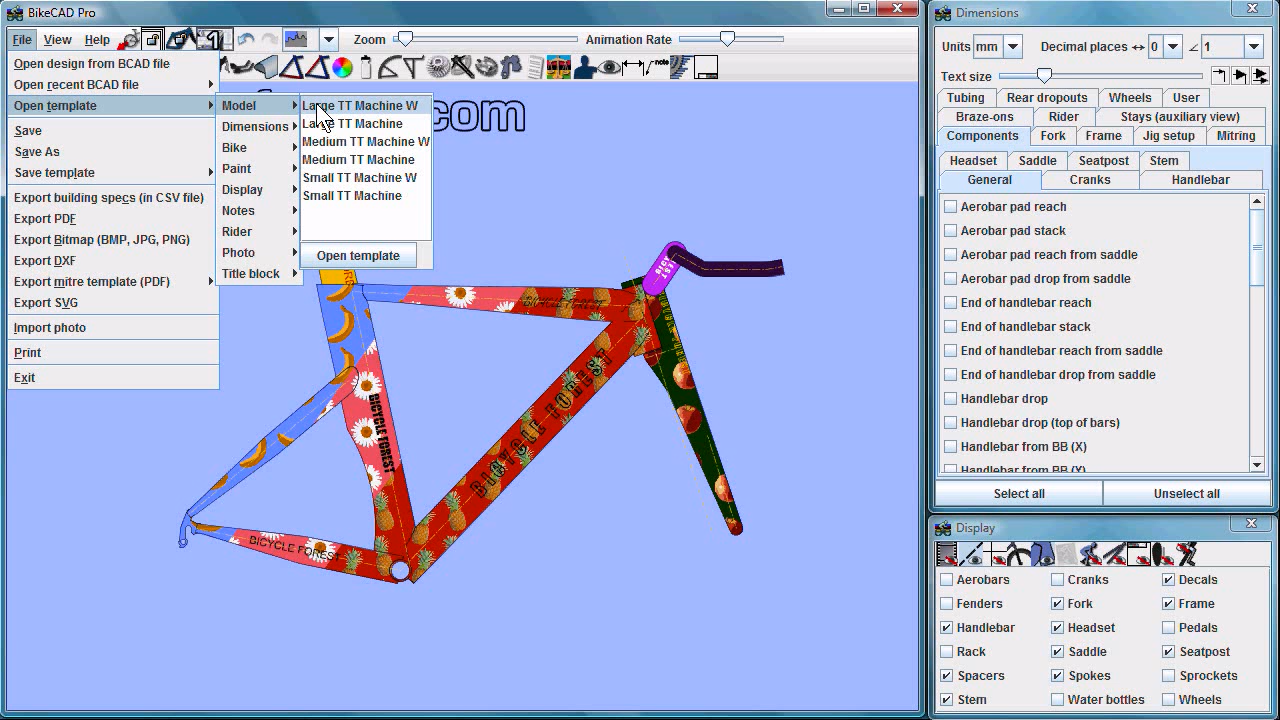 BikeCAD Pro
File View Help
Zoom
Animation Rate
Open design from BCAD file
Open recent BCAD file
Open template
Save
Save As
Save template
Export building specs (in CSV file)
Export PDF
Export Bitmap (BMP, JPG, PNG)
Export DXF
Export mitre template (PDF)
Export SVG
Import photo
Print
Exit
Model
Dimensions
Bike
Paint
Display
Notes
Rider
Photo
Title block
Large TT Machine W
Large TT Machine
Medium TT Machine W
Medium TT Machine
Small TT Machine W
Small TT Machine
Open template
.com
note
BICYCLE FOREST
BICYCLE FOREST
BICYCLE FOREST
BICYCLE FOREST
Dimensions
Units mm Decimal places 0 1
Text size
Tubing Rear dropouts Wheels User
Braze-ons Rider Stays (auxiliary view)
Components Fork Frame Jig setup Mitring
Headset Saddle Seatpost Stem
General Cranks Handlebar
Aerobar pad reach
Aerobar pad stack
Aerobar pad reach from saddle
Aerobar pad drop from saddle
End of handlebar reach
End of handlebar stack
End of handlebar reach from saddle
End of handlebar drop from saddle
Handlebar drop
Handlebar drop (top of bars)
Handlebar from BB (X)
Handlebar from BB (Y)
Select all Unselect all
Display
Aerobars Cranks Decals
Fenders Fork Frame
Handlebar Headset Pedals
Rack Saddle Seatpost
Spacers Spokes Sprockets
Stem Water bottles Wheels